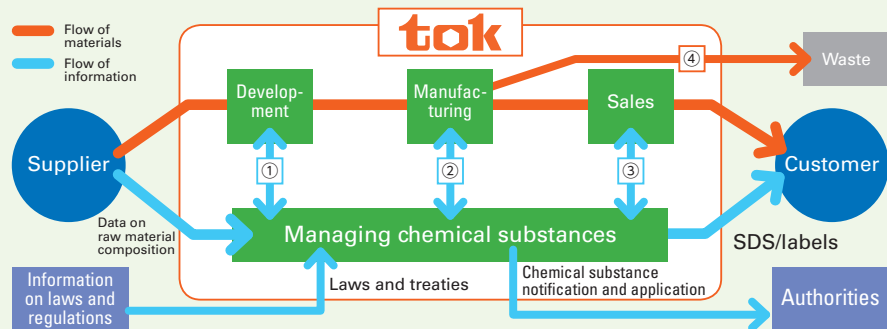 Flow of
materials
Flow of
information
tok
④
Waste
Develop-
ment
Manufac-
turing
Sales
Supplier
Customer
①
②
③
Data on
raw material
composition
Managing chemical substances
SDS/labels
Information
on laws and
regulations
Laws and treaties
Chemical substance
notification and application
Authorities